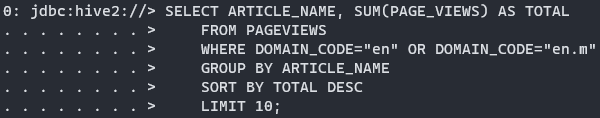 0: jdbc:hive2://> SELECT ARTICLE_NAME, SUM(PAGE_VIEWS) AS TOTAL
. . . . . . . . >     FROM PAGEVIEWS
. . . . . . . . >     WHERE DOMAIN_CODE="en" OR DOMAIN_CODE="en.m"
. . . . . . . . >     GROUP BY ARTICLE_NAME
. . . . . . . . >     SORT BY TOTAL DESC
. . . . . . . . >     LIMIT 10;